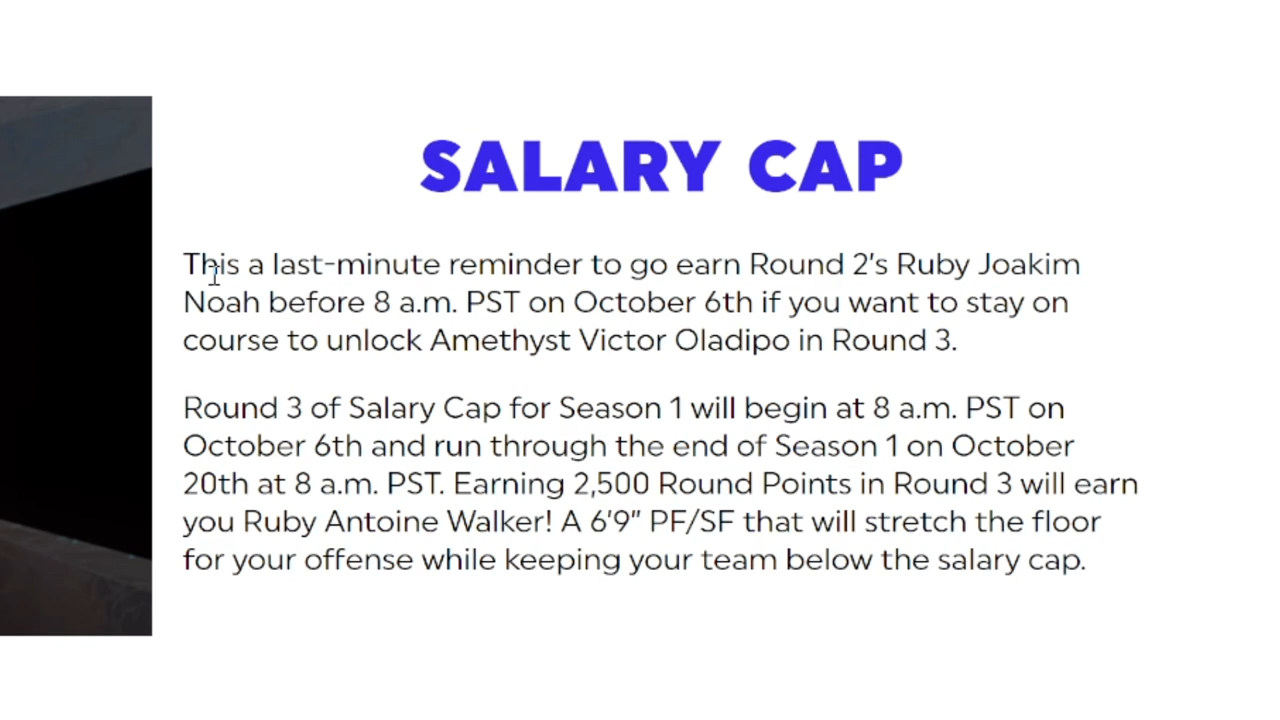 SALARY CAP
This a last-minute reminder to go earn Round 2's Ruby Joakim
Noah before 8 a.m. PST on October 6th if you want to stay on
course to unlock Amethyst Victor Oladipo in Round 3.
Round 3 of Salary Cap for Season 1 will begin at 8 a.m. PST on
October 6th and run through the end of Season 1 on October
20th at 8 a.m. PST. Earning 2,500 Round Points in Round 3 will earn
you Ruby Antoine Walker! A 6'9” PF/SF that will stretch the floor
for your offense while keeping your team below the salary cap.